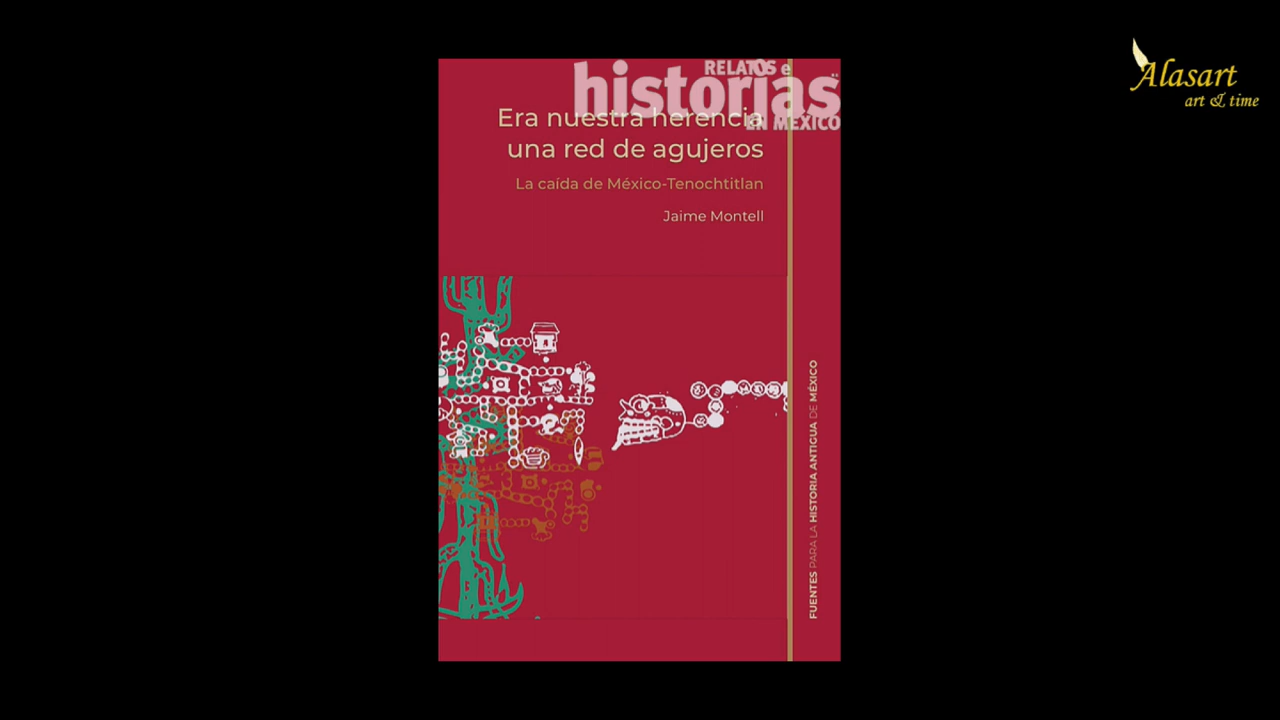 RELATOS e
historias
EN MÉXICO
Era nuestra herencia
una red de agujeros
La caída de México-Tenochtitlan
Jaime Montell
FUENTES PARA LA HISTORIA ANTIGUA DE MÉXICO
Alasart
art & time